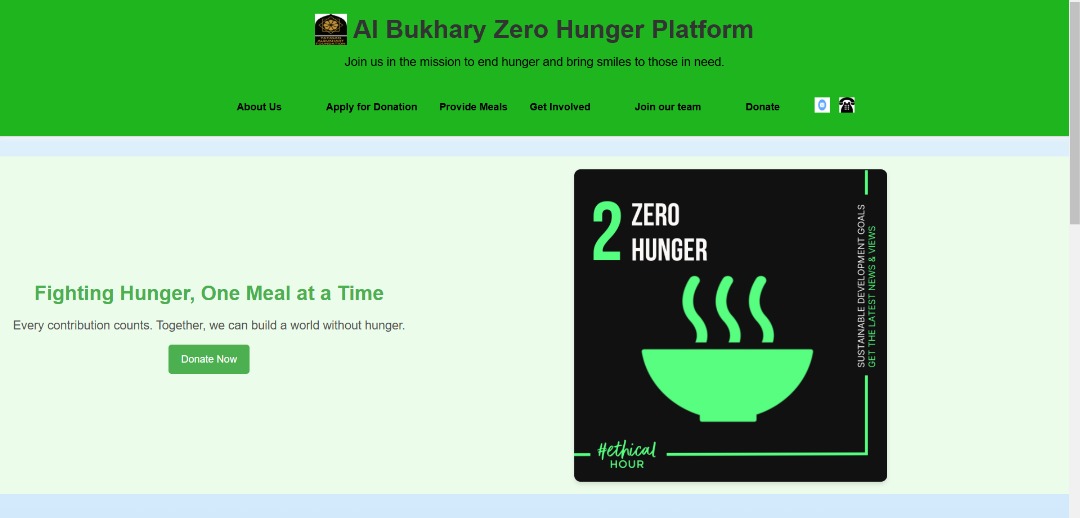 Al Bukhary Zero Hunger Platform
Join us in the mission to end hunger and bring smiles to those in need.
About Us Apply for Donation Provide Meals Get Involved Join our team Donate
Fighting Hunger, One Meal at a Time
Every contribution counts. Together, we can build a world without hunger.
Donate Now
2 ZERO
HUNGER
SUSTAINABLE DEVELOPMENT GOALS
GET THE LATEST NEWS & VIEWS
#ethical
HOUR